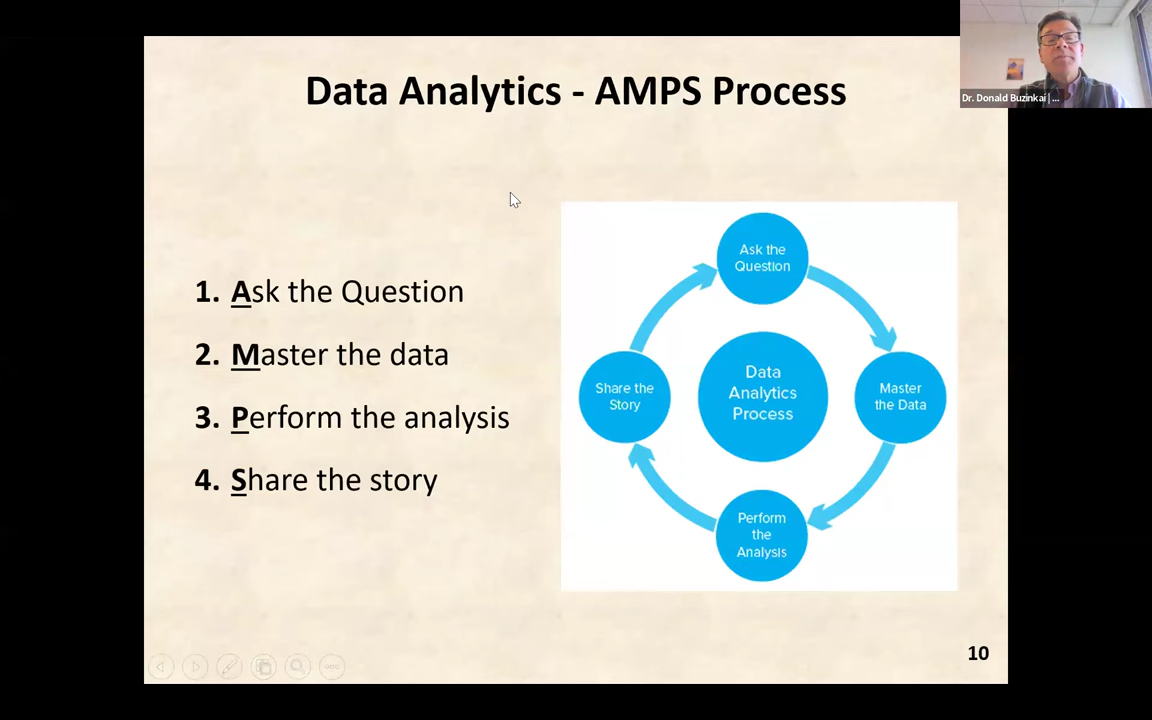 Data Analytics - AMPS Process
Dr. Donald Buzinkai | ...
1. Ask the Question
2. Master the data
3. Perform the analysis
4. Share the story
Ask the
Question
Master
the Data
Perform
the
Analysis
Share the
Story
Data
Analytics
Process
10